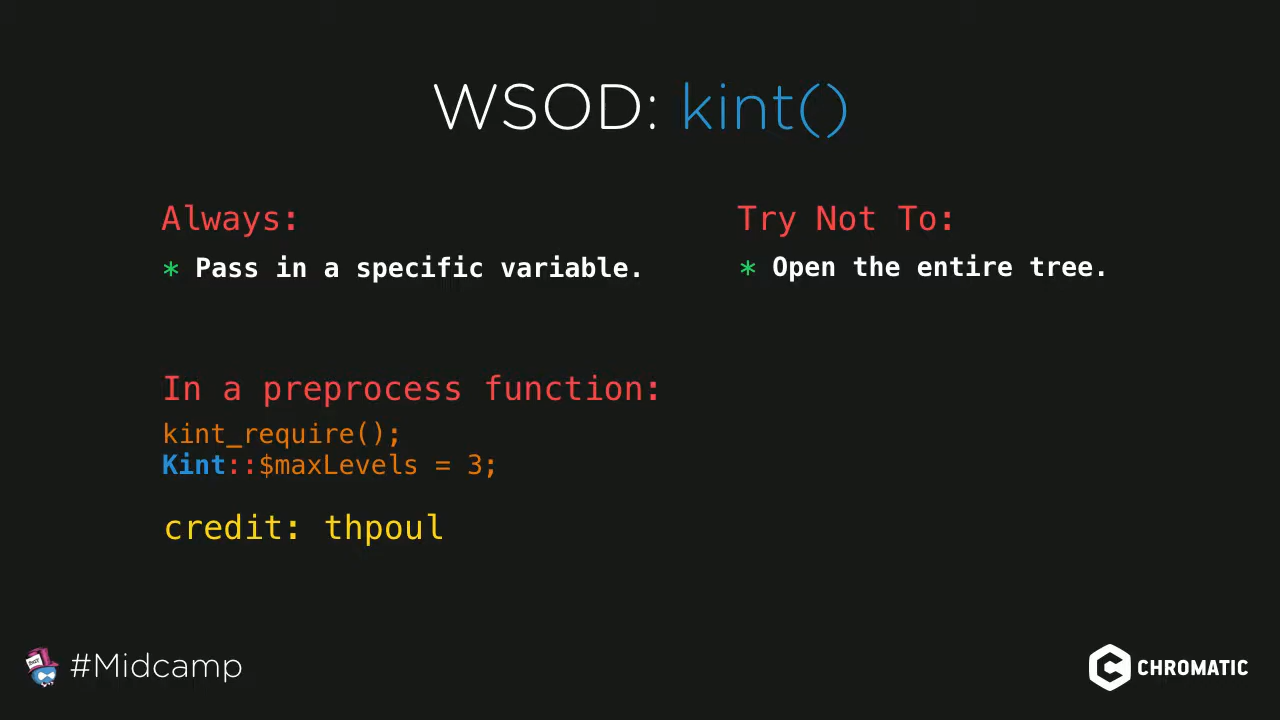 WSOD: kint()
Always:
* Pass in a specific variable.
Try Not To:
* Open the entire tree.
In a preprocess function:
kint_require();
Kint::$maxLevels = 3;
credit: thpoul
#Midcamp
CHROMATIC